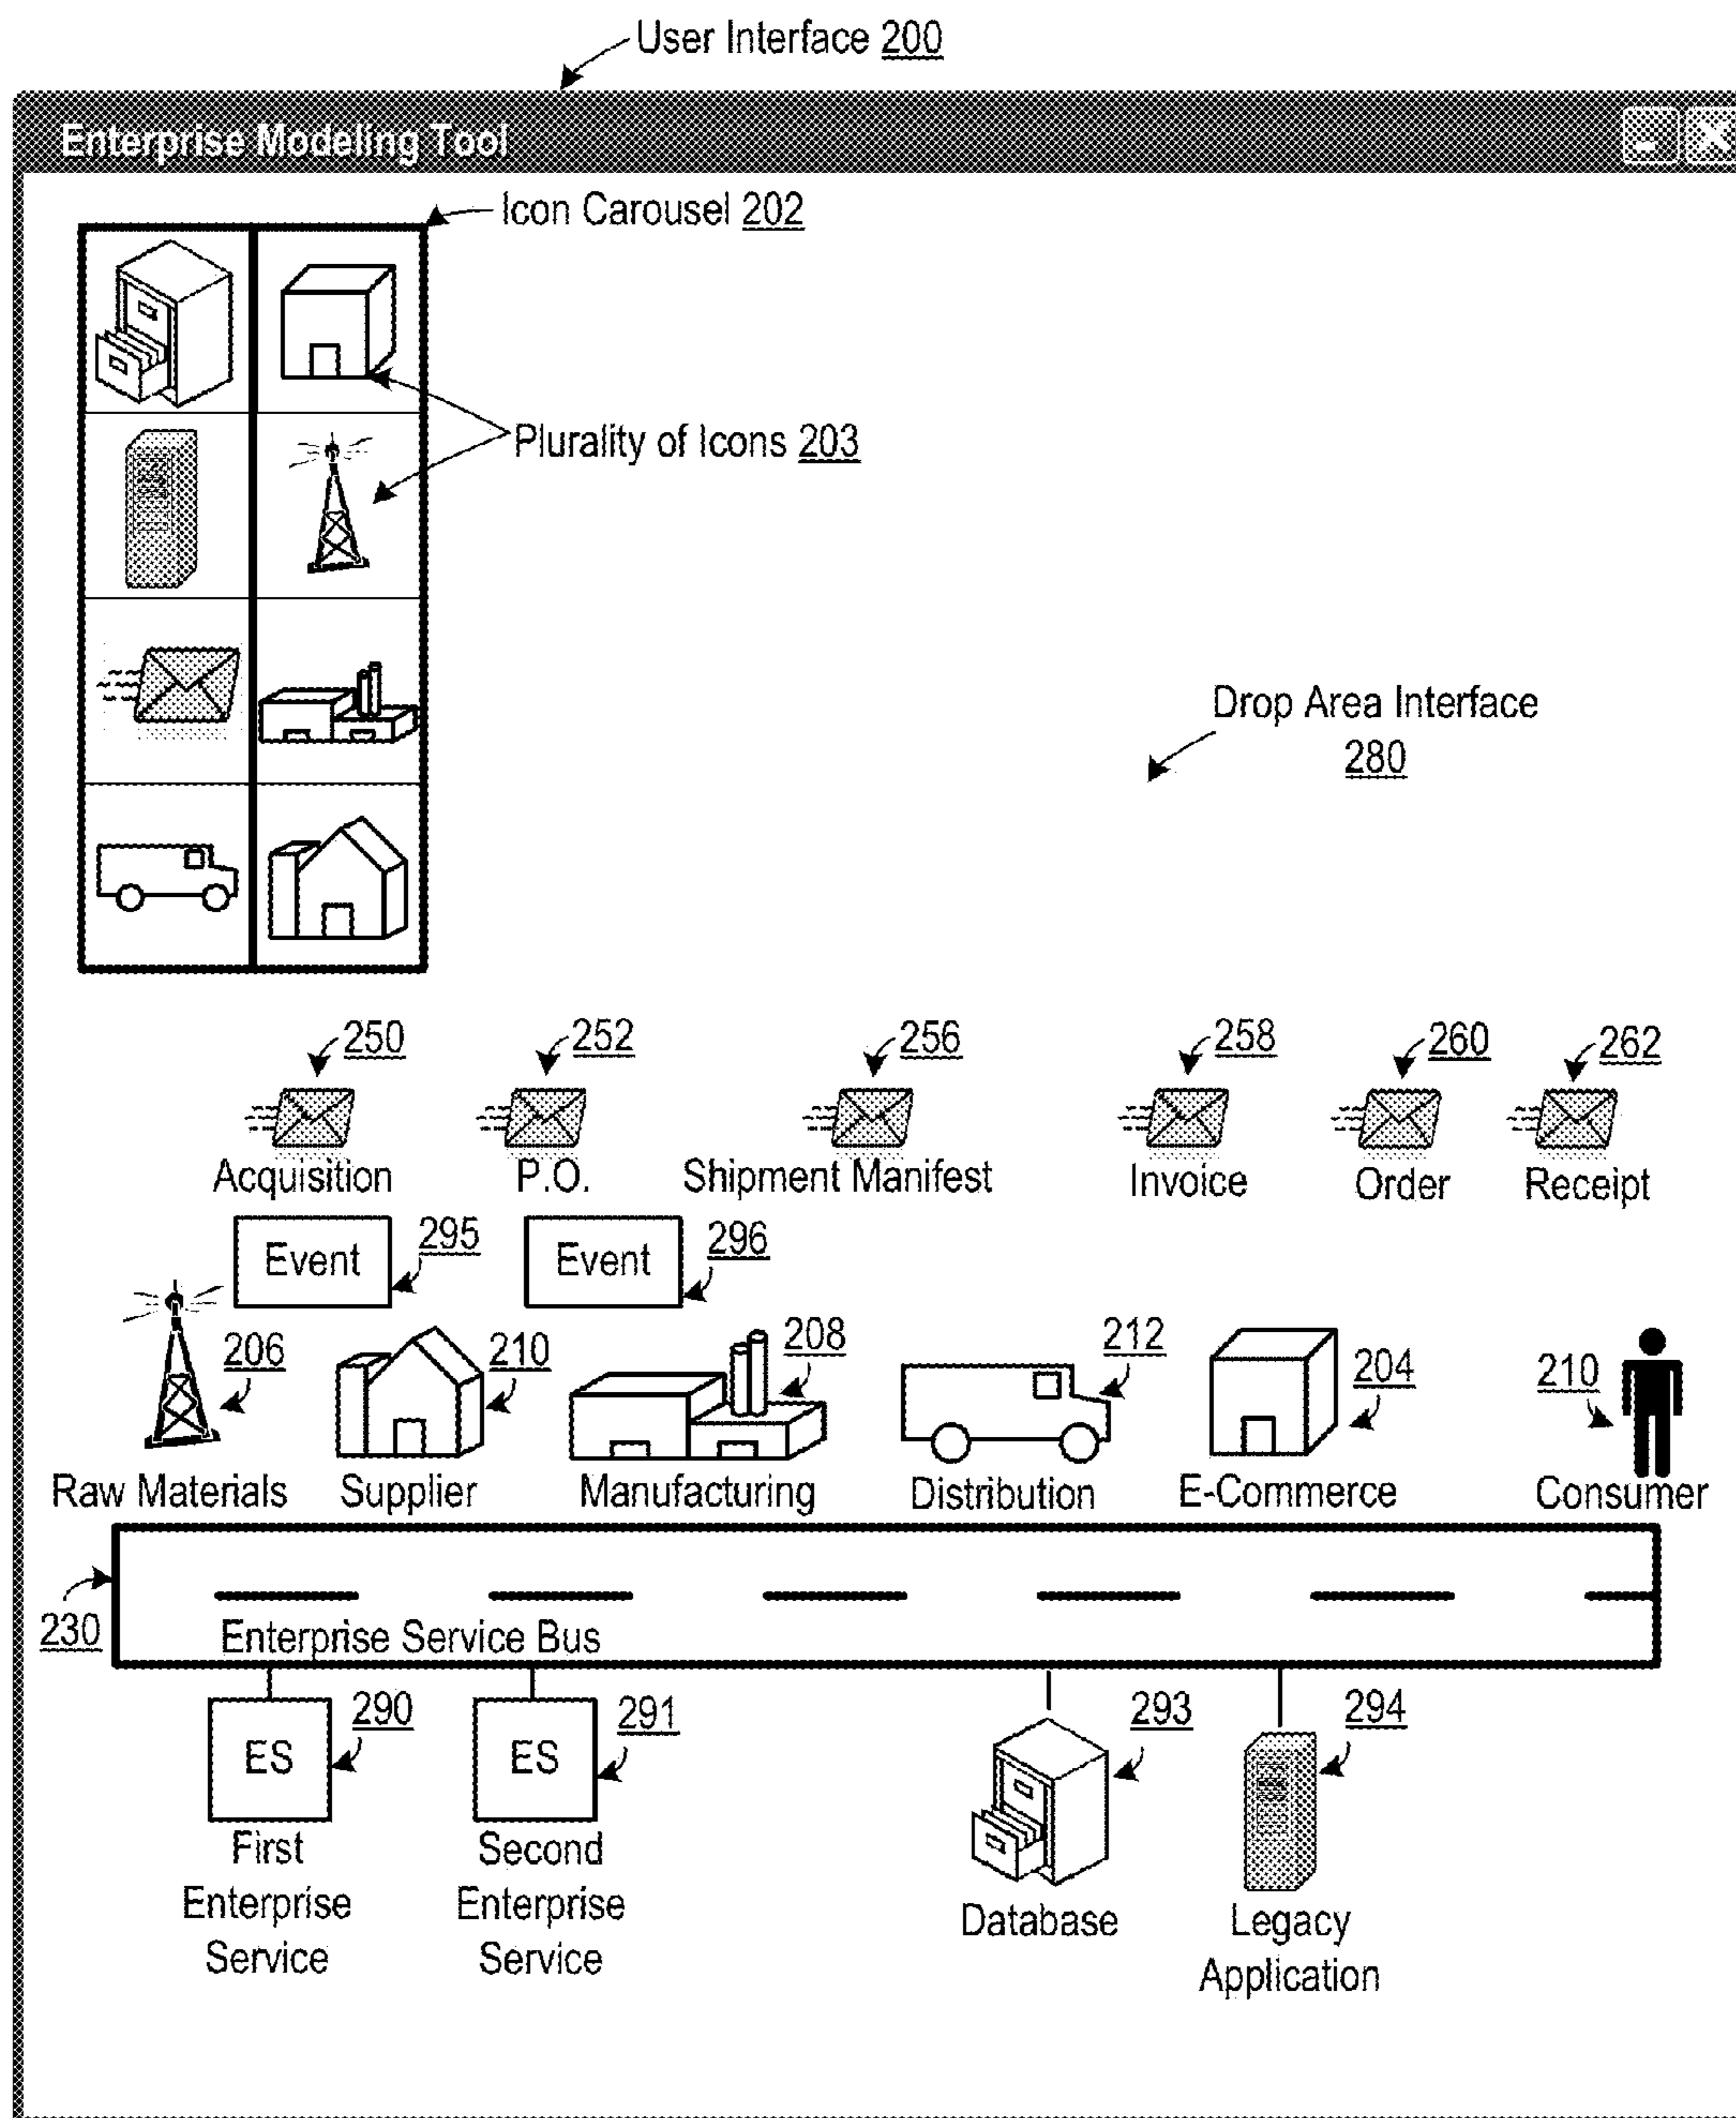 User Interface 200
Enterprise Modeling Tool
Icon Carousel 202
Plurality of Icons 203
Drop Area Interface
280
250 252 256 258 260 262
Acquisition P.O. Shipment Manifest Invoice Order Receipt
Event 295 Event 296
206 210 208 212 204 210
Raw Materials Supplier Manufacturing Distribution E-Commerce Consumer
230
Enterprise Service Bus
ES 290 ES 291 293 294
First Enterprise Service
Second Enterprise Service
Database
Legacy Application